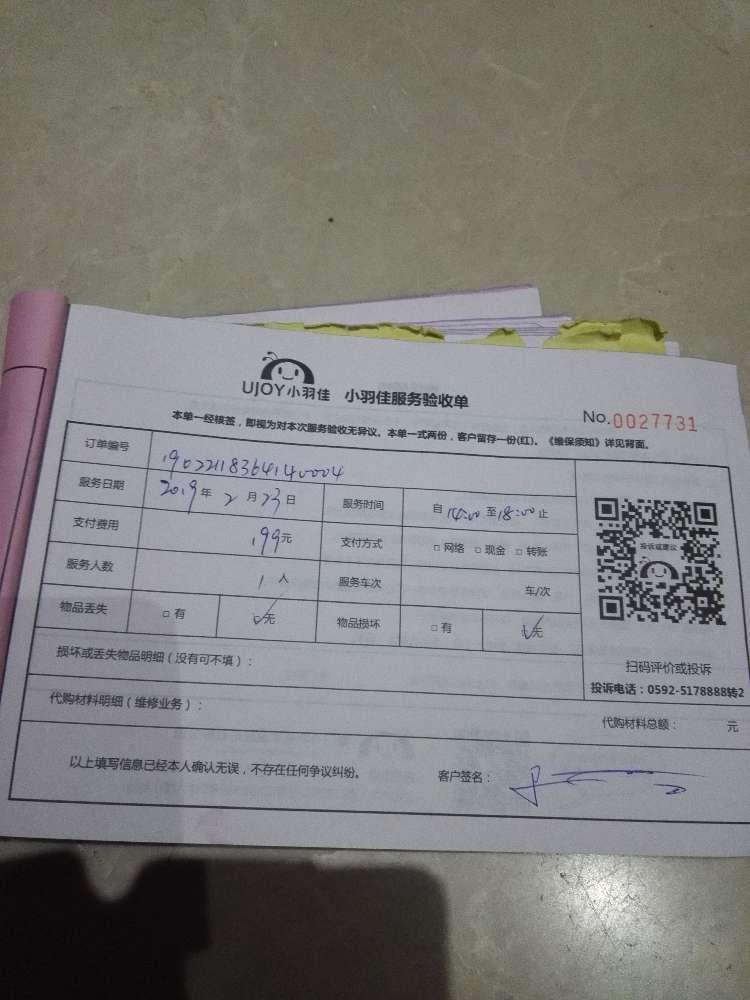 UJOY小羽佳 小羽佳服务验收单
No.0027731
本单一经核签，即视为对本次服务验收无异议。本单一式两份，客户留存一份(红)。《维保须知》详见背面。
订单编号 19022118364140004
服务日期 2019年2月23日 服务时间 自14:00至18:00止
支付费用 199元 支付方式 □网络 □现金 □转账
服务人数 1人 服务车次 车/次
物品丢失 □有 ☑无 物品损坏 □有 ☑无
投诉或建议
扫码评价或投诉
投诉电话：0592-5178888转2
损坏或丢失物品明细（没有可不填）：
代购材料明细（维修业务）： 代购材料总额： 元
以上填写信息已经本人确认无误，不存在任何争议纠纷。 客户签名：